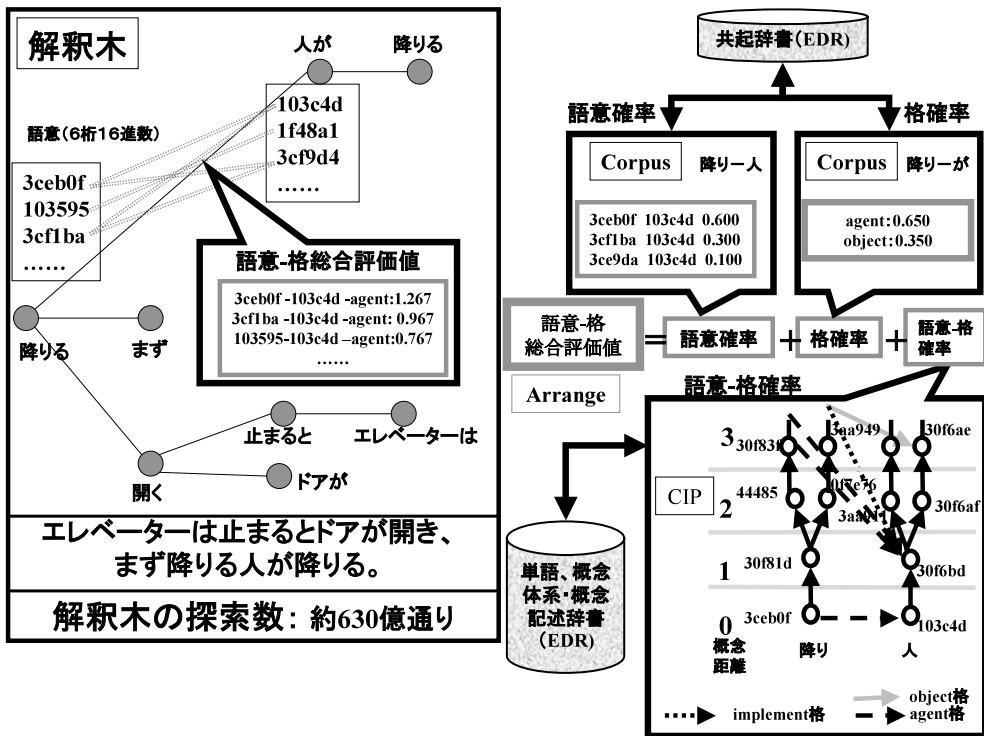 解釈木
人が
降りる
103c4d
1f48a1
3cf9d4
……
語意(6桁16進数)
3ceb0f
103595
3cf1ba
……
語意-格総合評価値
3ceb0f -103c4d -agent:1.267
3cf1ba -103c4d -agent: 0.967
103595-103c4d –agent:0.767
……
降りる
まず
止まると
エレベーターは
開く
ドアが
エレベーターは止まるとドアが開き、
まず降りる人が降りる。
解釈木の探索数: 約630億通り
共起辞書(EDR)
語意確率
格確率
Corpus
降りー人
3ceb0f 103c4d 0.600
3cf1ba 103c4d 0.300
3ce9da 103c4d 0.100
Corpus
降りーが
agent:0.650
object:0.350
語意-格
総合評価値
=
語意確率
+
格確率
+
語意-格
確率
Arrange
語意-格確率
3
30f83f
3aa949
30f6ae
CIP
2
44485
0f7e76
30f6af
1
30f81d
30f6bd
0
3ceb0f
103c4d
概念
距離
降り
人
object格
implement格
agent格
単語、概念
体系・概念
記述辞書
(EDR)